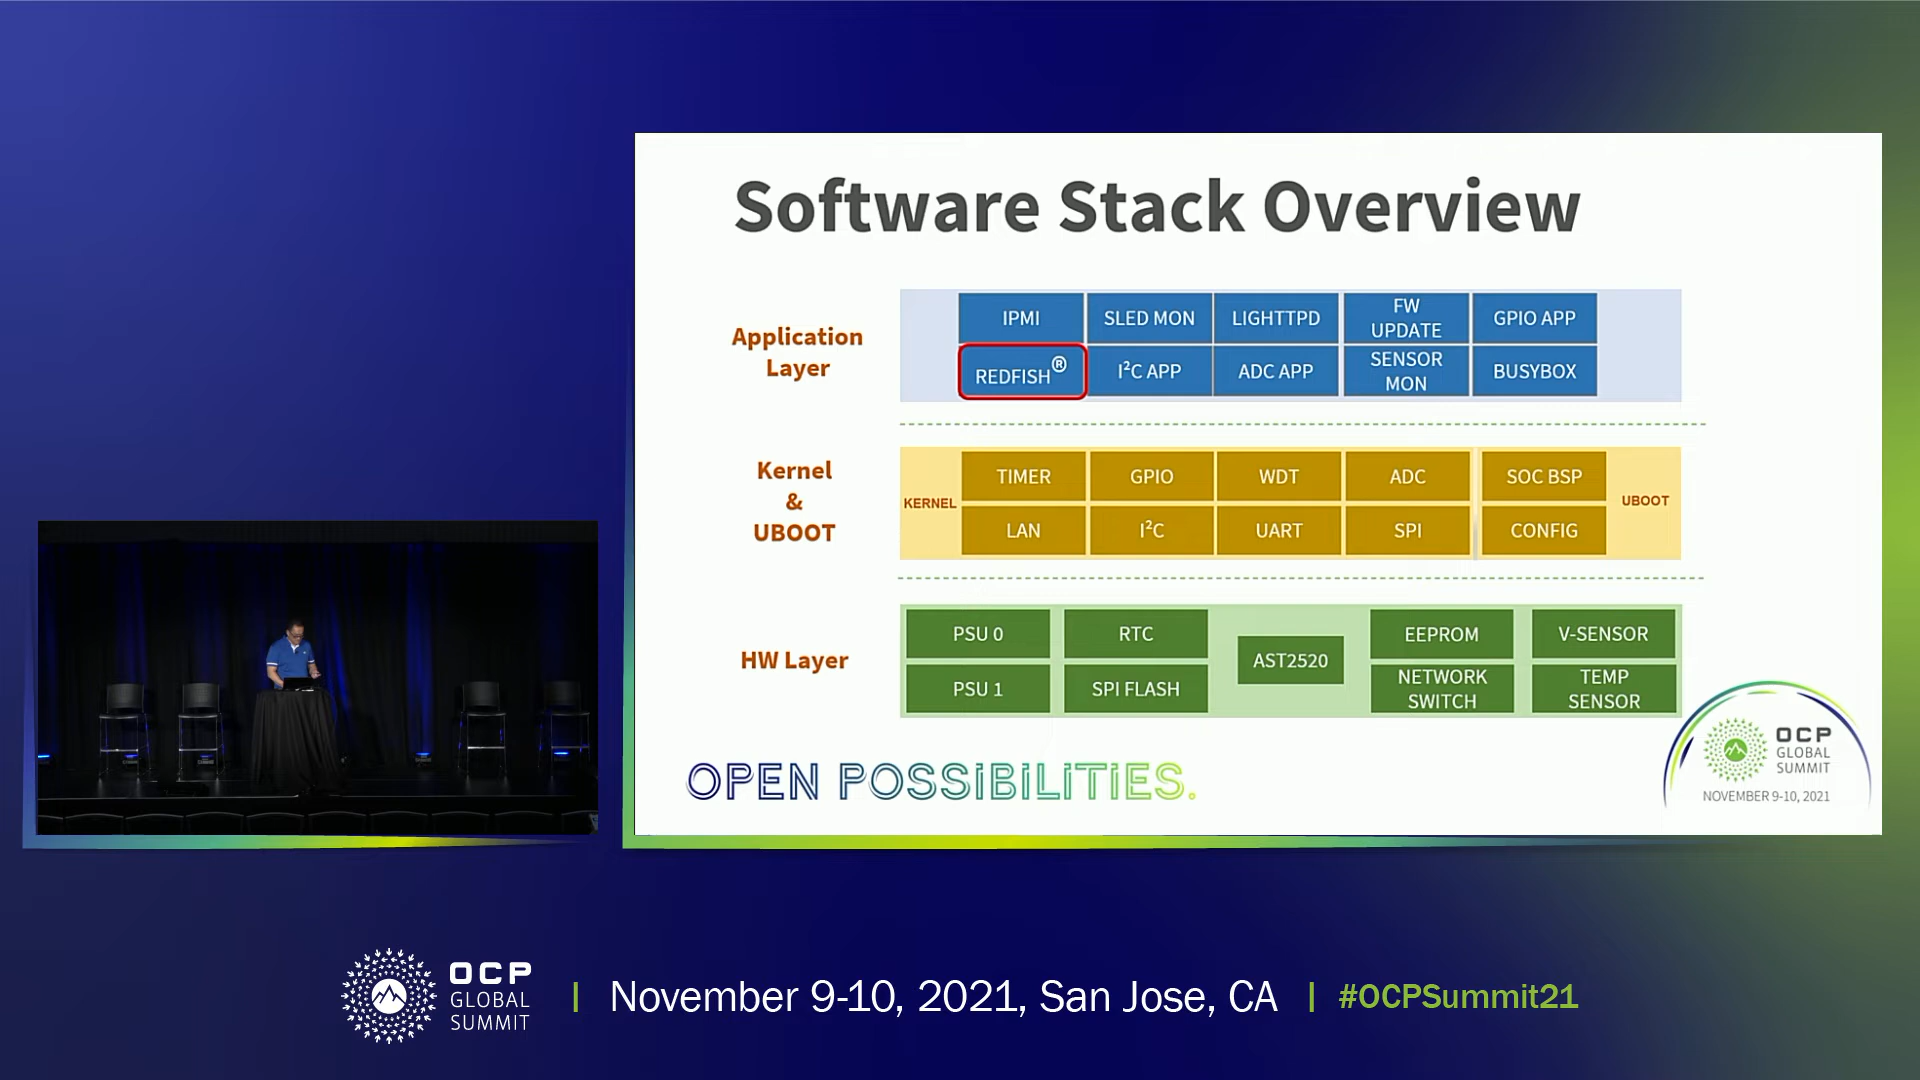 Software Stack Overview
Application
Layer
IPMI
SLED MON
LIGHTTPD
FW
UPDATE
GPIO APP
REDFISH®
I²C APP
ADC APP
SENSOR
MON
BUSYBOX
Kernel
&
UBOOT
KERNEL
TIMER
GPIO
WDT
ADC
SOC BSP
UBOOT
LAN
I²C
UART
SPI
CONFIG
HW Layer
PSU 0
RTC
AST2520
EEPROM
V-SENSOR
PSU 1
SPI FLASH
NETWORK
SWITCH
TEMP
SENSOR
OPEN POSSIBILITIES.
OCP
GLOBAL
SUMMIT
NOVEMBER 9-10, 2021
OCP
GLOBAL
SUMMIT
| November 9-10, 2021, San Jose, CA | #OCPSummit21